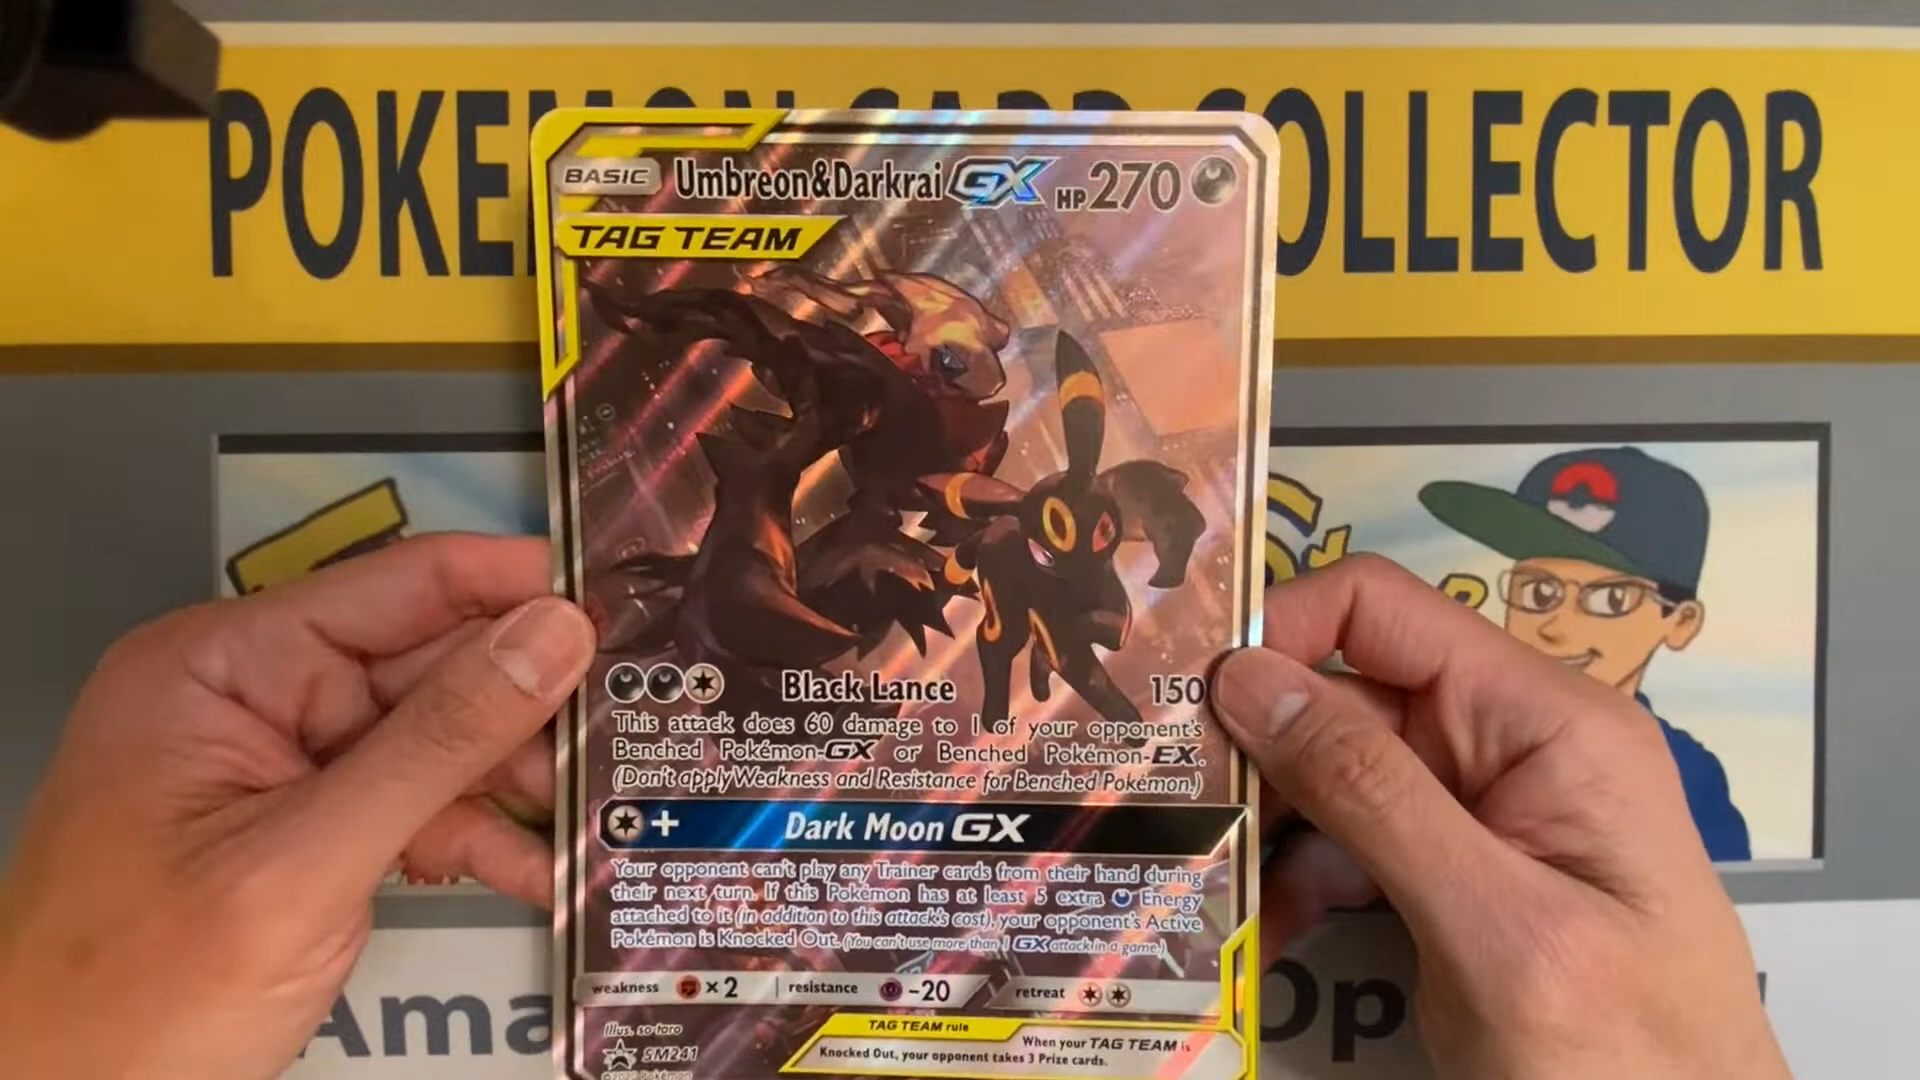 POKEMON CARD COLLECTOR
BASIC Umbreon&Darkrai GX HP 270
TAG TEAM
Black Lance 150
This attack does 60 damage to 1 of your opponent's
Benched Pokémon-GX or Benched Pokémon-EX.
(Don't apply Weakness and Resistance for Benched Pokémon.)
+ Dark Moon GX
Your opponent can't play any Trainer cards from their hand during
their next turn. If this Pokémon has at least 5 extra Energy
attached to it (in addition to this attack's cost), your opponent's Active
Pokémon is Knocked Out. (You can't use more than 1 GX attack in a game.)
weakness ×2 resistance -20 retreat
Illus. so-taro
TAG TEAM rule
When your TAG TEAM is
Knocked Out, your opponent takes 3 Prize cards.
SM241
©2020 Pokémon
Ama
Op